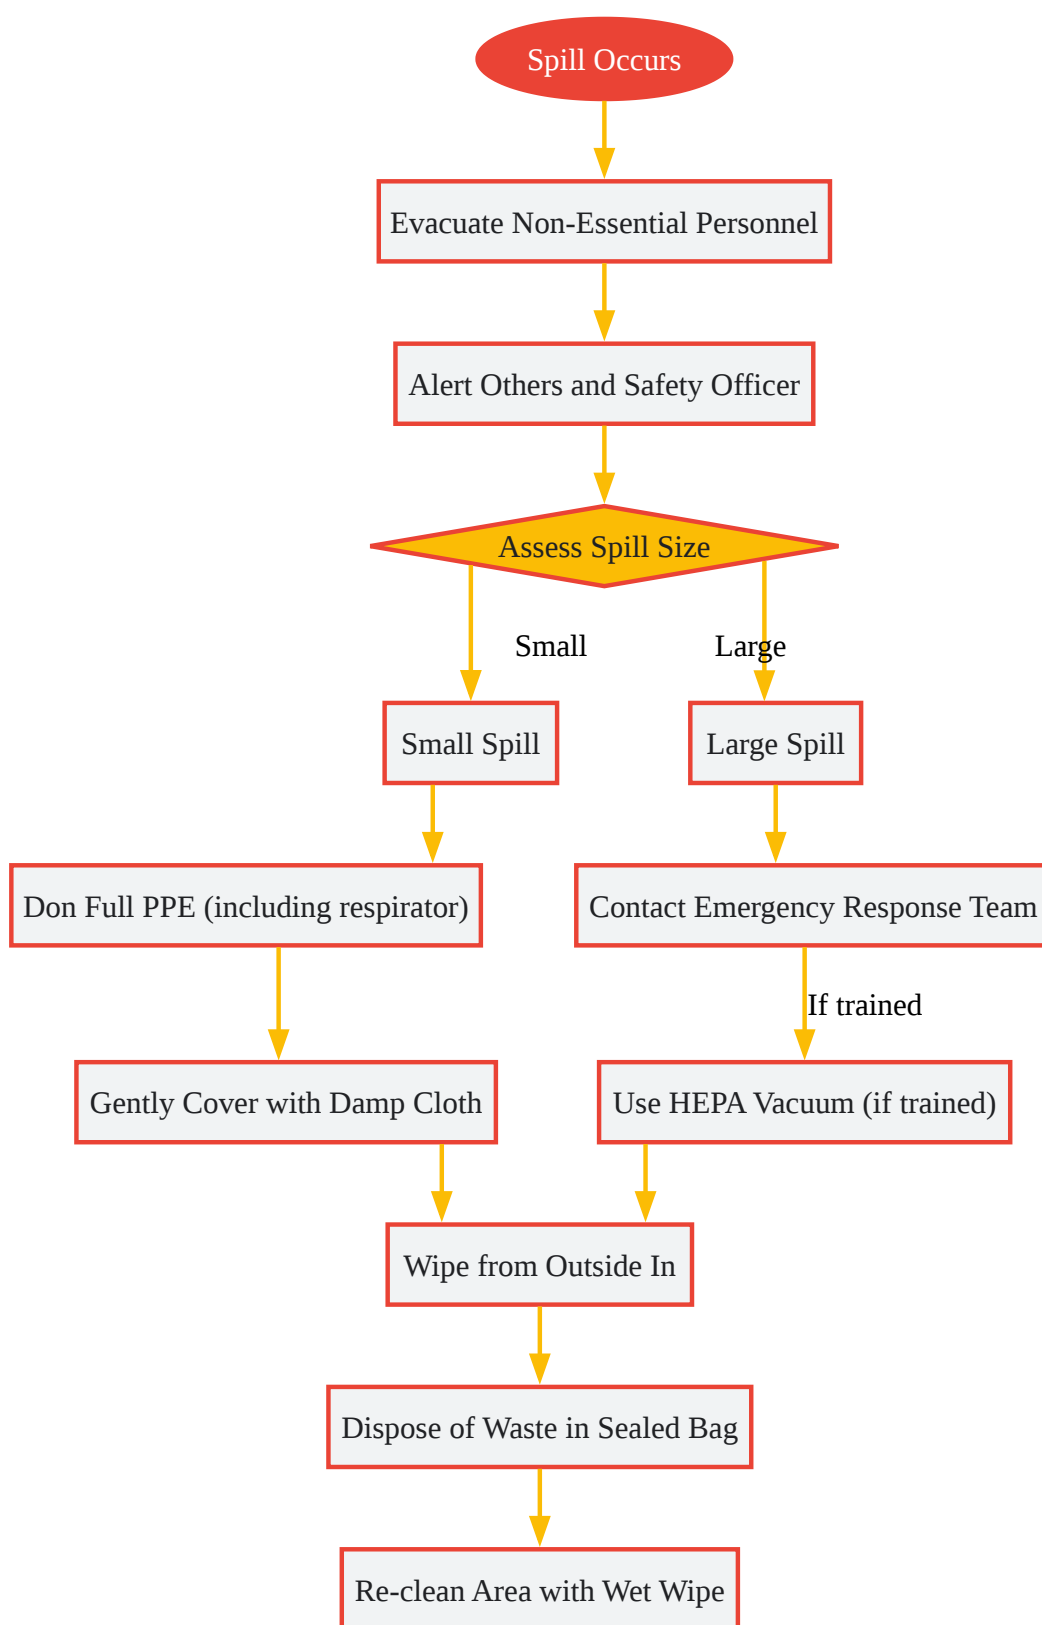 Spill Occurs
Evacuate Non-Essential Personnel
Alert Others and Safety Officer
Assess Spill Size
Small
Large
Small Spill
Large Spill
Don Full PPE (including respirator)
Contact Emergency Response Team
If trained
Gently Cover with Damp Cloth
Use HEPA Vacuum (if trained)
Wipe from Outside In
Dispose of Waste in Sealed Bag
Re-clean Area with Wet Wipe